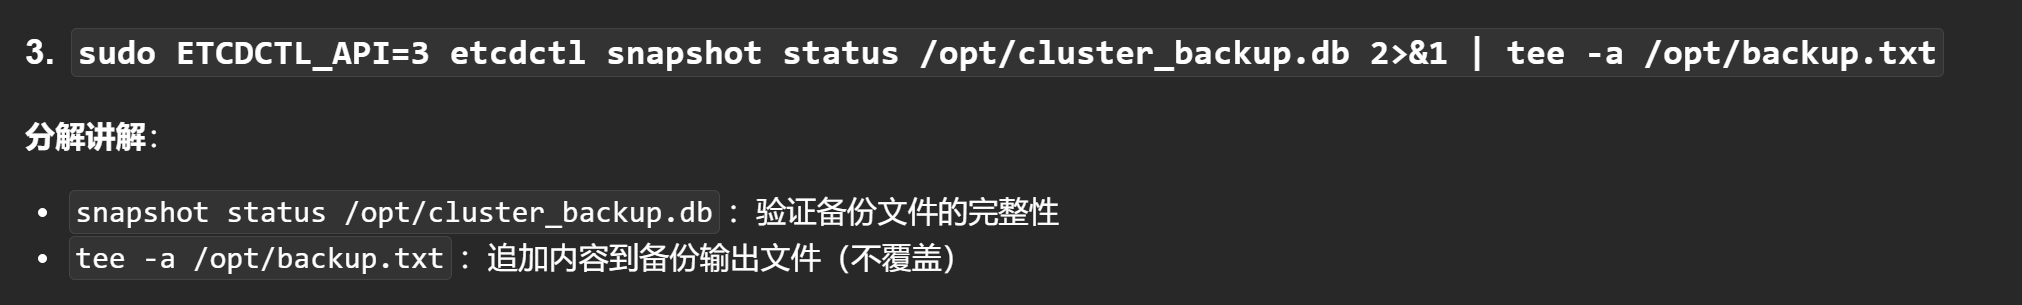 3. sudo ETCDCTL_API=3 etcdctl snapshot status /opt/cluster_backup.db 2>&1 | tee -a /opt/backup.txt
分解讲解：
• snapshot status /opt/cluster_backup.db：验证备份文件的完整性
• tee -a /opt/backup.txt：追加内容到备份输出文件（不覆盖）